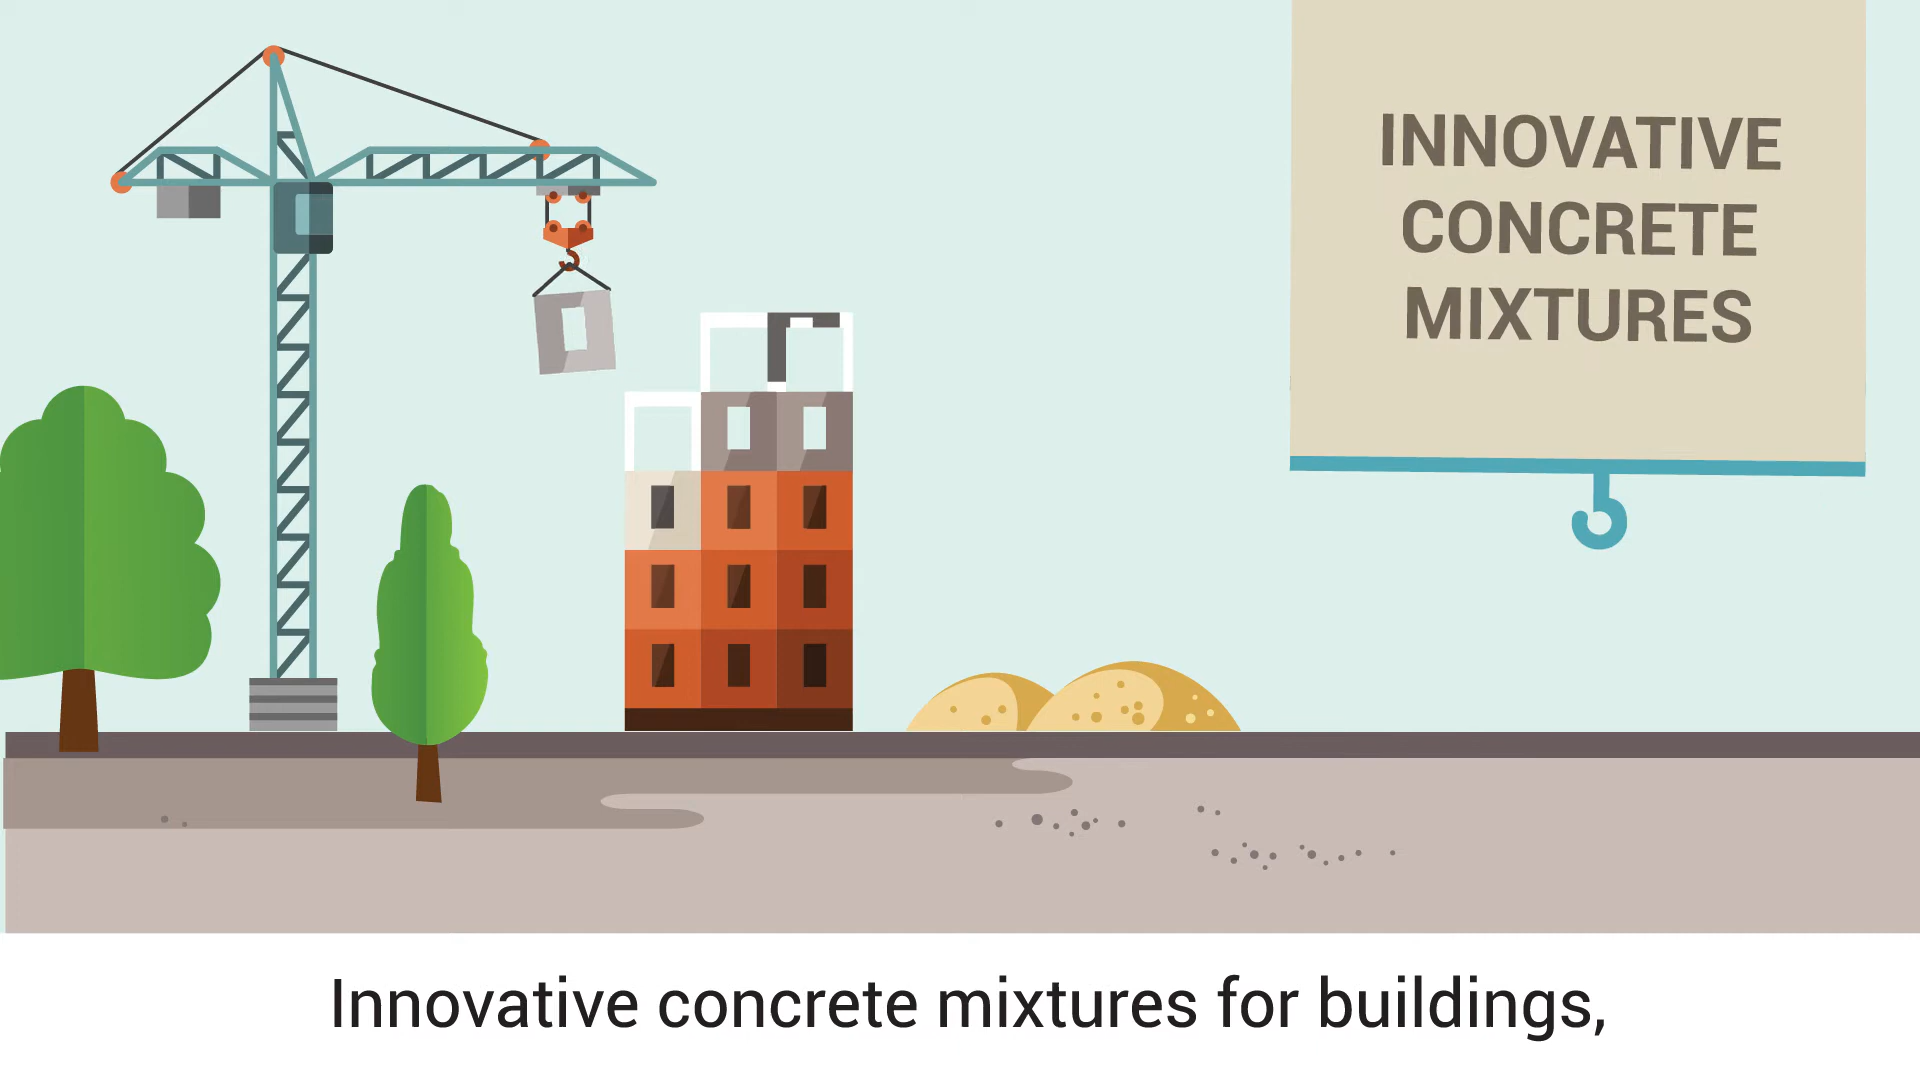 INNOVATIVE
CONCRETE
MIXTURES
Innovative concrete mixtures for buildings,